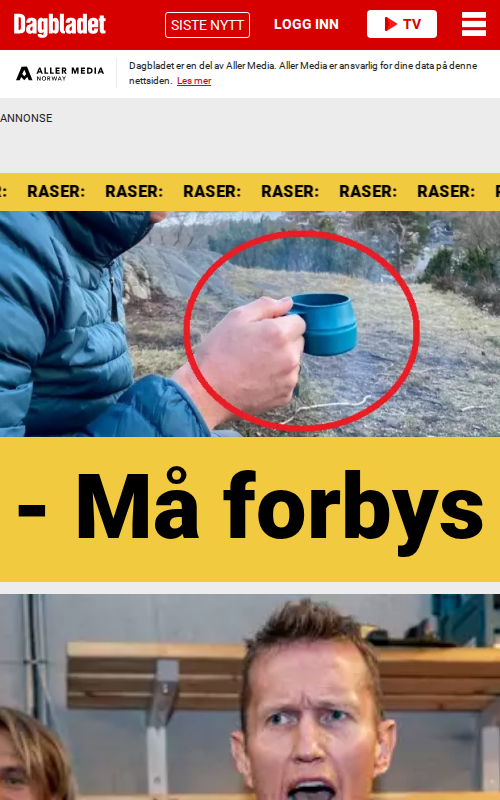 Dagbladet
SISTE NYTT
LOGG INN
TV
ALLER MEDIA
NORWAY
Dagbladet er en del av Aller Media. Aller Media er ansvarlig for dine data på denne
nettsiden. Les mer
ANNONSE
RASER: RASER: RASER: RASER: RASER: RASER:
- Må forbys